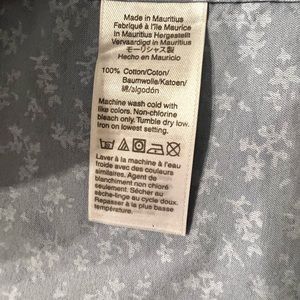 Made in Mauritius
Fabriqué à l'île Maurice
In Mauritius Hergestellt
Vervaardigd in Mauritius
モーリシャス製
Hecho en Mauricio
100% Cotton/Coton/
Baumwolle/Katoen/
綿/algodón
Machine wash cold with
like colors. Non-chlorine
bleach only. Tumble dry low.
Iron on lowest setting.
Laver à la machine à l'eau
froide avec des couleurs
similaires. Agent de
blanchiment non chloré
seulement. Sécher au
sèche-linge au cycle doux.
Repasser à la plus basse
température.